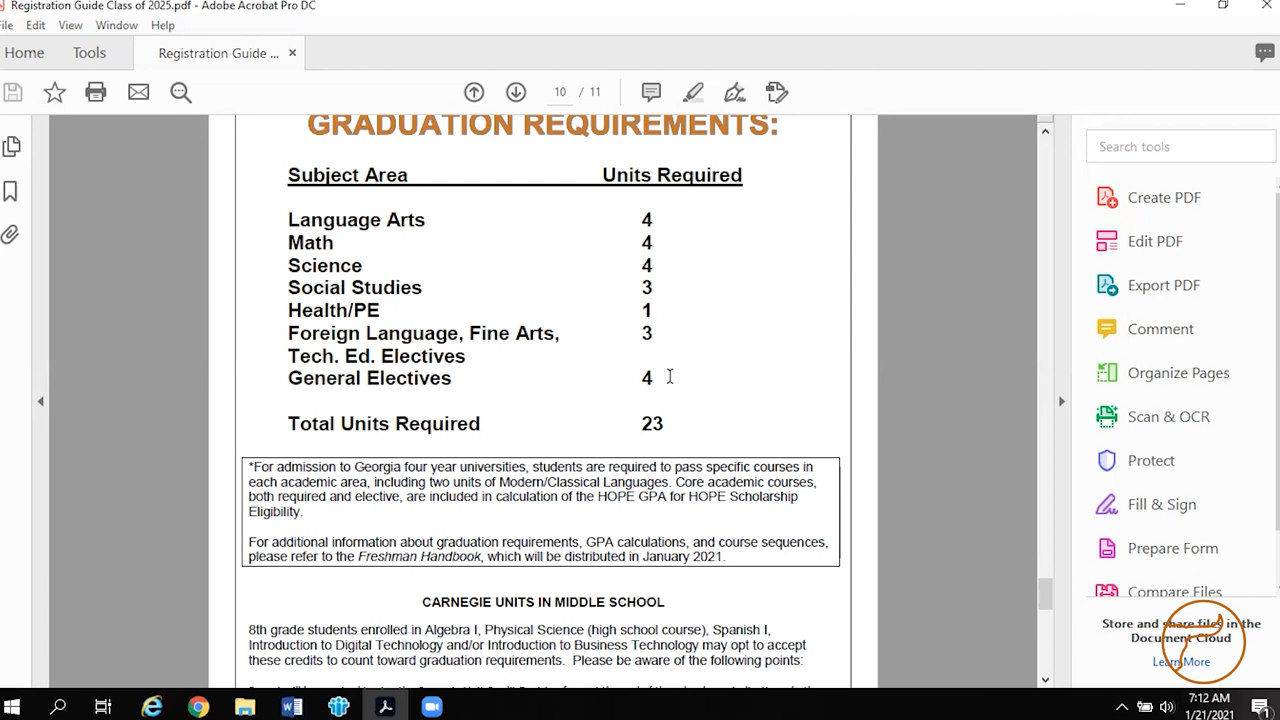 Registration Guide Class of 2025.pdf - Adobe Acrobat Pro DC
File Edit View Window Help
Home Tools Registration Guide ... ×
10 / 11
GRADUATION REQUIREMENTS:
Subject Area Units Required
Language Arts 4
Math 4
Science 4
Social Studies 3
Health/PE 1
Foreign Language, Fine Arts, 3
Tech. Ed. Electives
General Electives 4
Total Units Required 23
*For admission to Georgia four year universities, students are required to pass specific courses in
each academic area, including two units of Modern/Classical Languages. Core academic courses,
both required and elective, are included in calculation of the HOPE GPA for HOPE Scholarship
Eligibility.
For additional information about graduation requirements, GPA calculations, and course sequences,
please refer to the Freshman Handbook, which will be distributed in January 2021.
CARNEGIE UNITS IN MIDDLE SCHOOL
8th grade students enrolled in Algebra I, Physical Science (high school course), Spanish I,
Introduction to Digital Technology and/or Introduction to Business Technology may opt to accept
these credits to count toward graduation requirements. Please be aware of the following points:
Search tools
Create PDF
Edit PDF
Export PDF
Comment
Organize Pages
Scan & OCR
Protect
Fill & Sign
Prepare Form
Compare Files
Store and share files in the
Document Cloud
Learn More
7:12 AM
1/21/2021